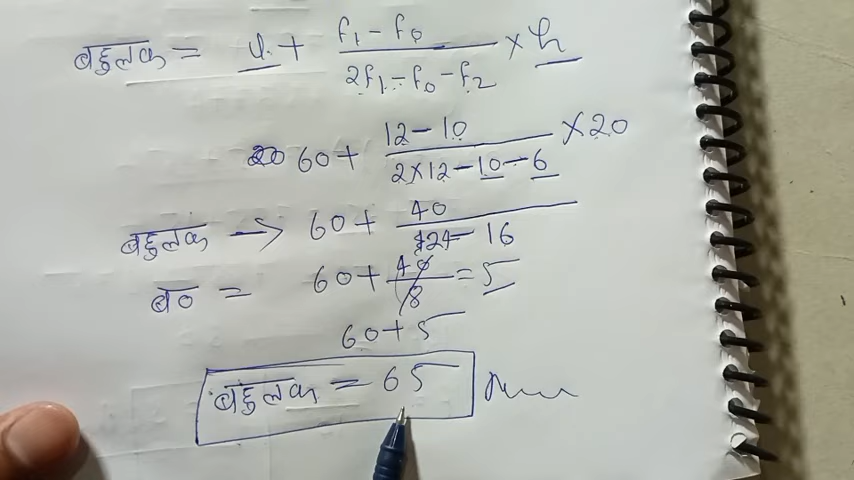 बहुलक = l + f₁ - f₀ / 2f₁ - f₀ - f₂ × h
60 + 12 - 10 / 2×12 - 10 - 6 × 20
बहुलक → 60 + 40 / 24 - 16
ब० = 60 + 40 / 8 = 5
60 + 5
बहुलक = 65